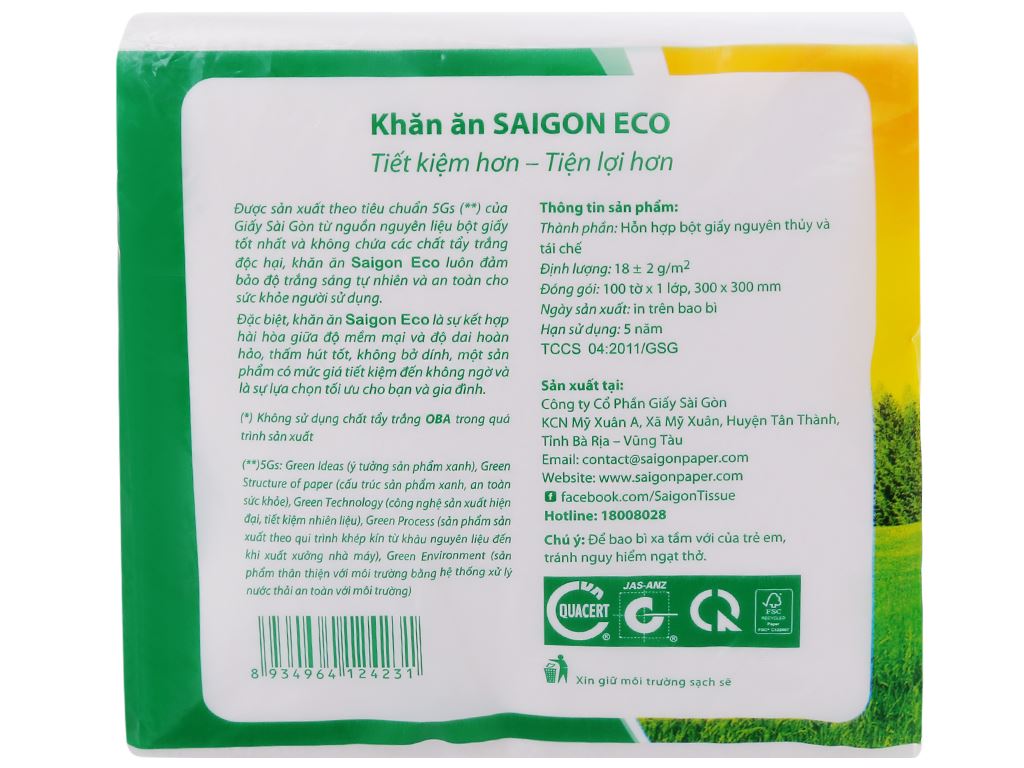 Khăn ăn SAIGON ECO
Tiết kiệm hơn – Tiện lợi hơn
Được sản xuất theo tiêu chuẩn 5Gs (**) của
Giấy Sài Gòn từ nguồn nguyên liệu bột giấy
tốt nhất và không chứa các chất tẩy trắng
độc hại, khăn ăn Saigon Eco luôn đảm
bảo độ trắng sáng tự nhiên và an toàn cho
sức khỏe người sử dụng.
Đặc biệt, khăn ăn Saigon Eco là sự kết hợp
hài hòa giữa độ mềm mại và độ dai hoàn
hảo, thấm hút tốt, không bở dính, một sản
phẩm có mức giá tiết kiệm đến không ngờ và
là sự lựa chọn tối ưu cho bạn và gia đình.
(*) Không sử dụng chất tẩy trắng OBA trong quá
trình sản xuất
(**)5Gs: Green Ideas (ý tưởng sản phẩm xanh), Green
Structure of paper (cấu trúc sản phẩm xanh, an toàn
sức khỏe), Green Technology (công nghệ sản xuất hiện
đại, tiết kiệm nhiên liệu), Green Process (sản phẩm sản
xuất theo qui trình khép kín từ khâu nguyên liệu đến
khi xuất xưởng nhà máy), Green Environment (sản
phẩm thân thiện với môi trường bằng hệ thống xử lý
nước thải an toàn với môi trường)
8 934964 124231
Thông tin sản phẩm:
Thành phần: Hỗn hợp bột giấy nguyên thủy và
tái chế
Định lượng: 18 ± 2 g/m2
Đóng gói: 100 tờ x 1 lớp, 300 x 300 mm
Ngày sản xuất: in trên bao bì
Hạn sử dụng: 5 năm
TCCS 04:2011/GSG
Sản xuất tại:
Công ty Cổ Phần Giấy Sài Gòn
KCN Mỹ Xuân A, Xã Mỹ Xuân, Huyện Tân Thành,
Tỉnh Bà Rịa – Vũng Tàu
Email: contact@saigonpaper.com
Website: www.saigonpaper.com
facebook.com/SaigonTissue
Hotline: 18008028
Chú ý: Để bao bì xa tầm với của trẻ em,
tránh nguy hiểm ngạt thở.
QUACERT ®
JAS-ANZ ®
FSC
RECYCLED
Paper
Xin giữ môi trường sạch sẽ